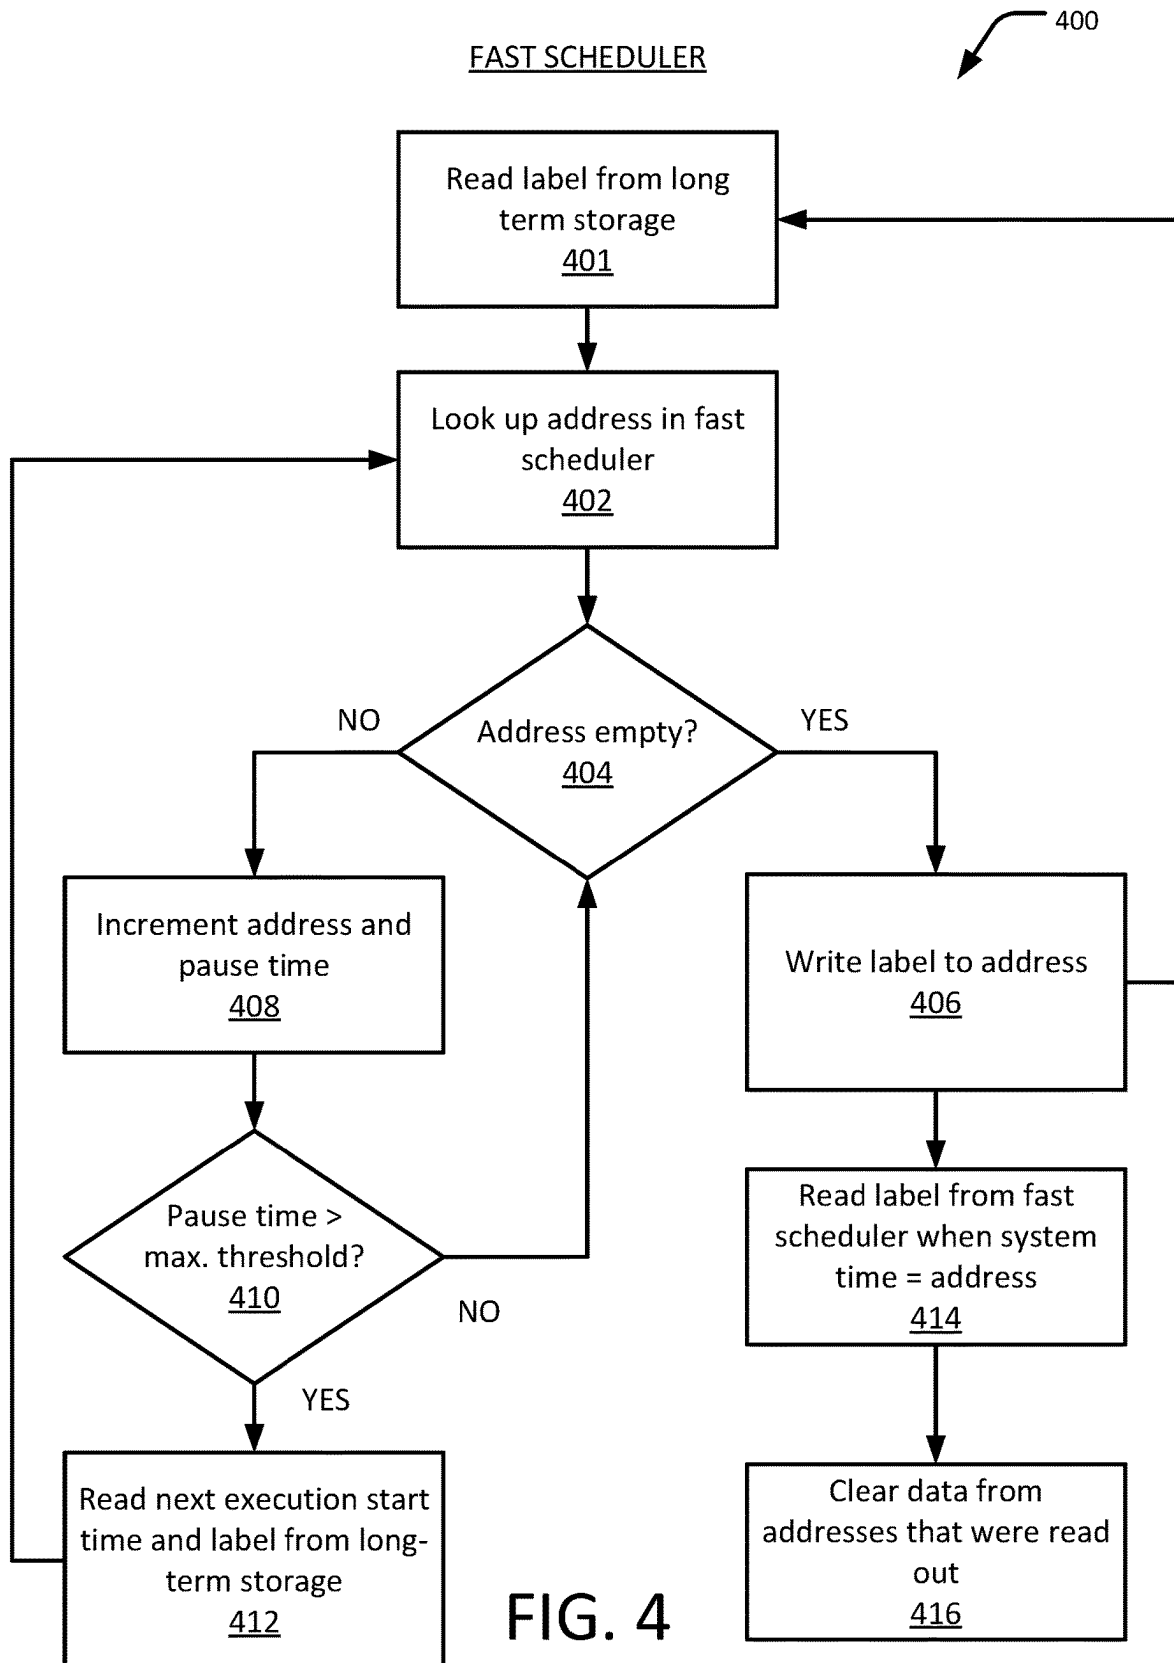 400
FAST SCHEDULER
Read label from long
term storage
401
Look up address in fast
scheduler
402
NO
YES
Address empty?
404
Increment address and
pause time
408
Write label to address
406
Pause time >
max. threshold?
410
NO
YES
Read label from fast
scheduler when system
time = address
414
Read next execution start
time and label from long-
term storage
412
Clear data from
addresses that were read
out
416
FIG. 4